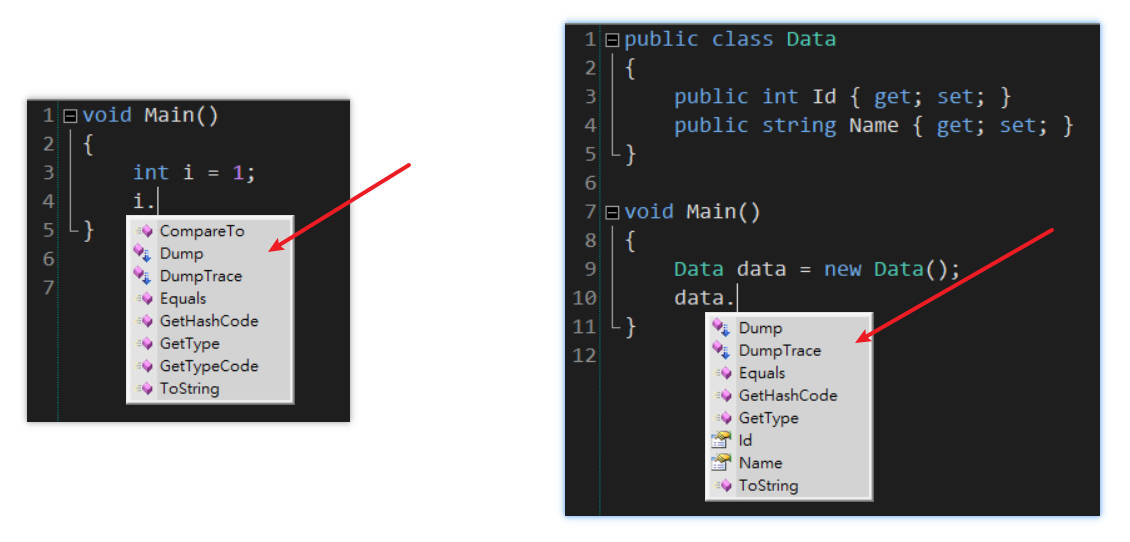 1 void Main()
2 {
3 int i = 1;
4 i.
5 }
6
7
CompareTo
Dump
DumpTrace
Equals
GetHashCode
GetType
GetTypeCode
ToString
1 public class Data
2 {
3 public int Id { get; set; }
4 public string Name { get; set; }
5 }
6
7 void Main()
8 {
9 Data data = new Data();
10 data.
11 }
12
Dump
DumpTrace
Equals
GetHashCode
GetType
Id
Name
ToString